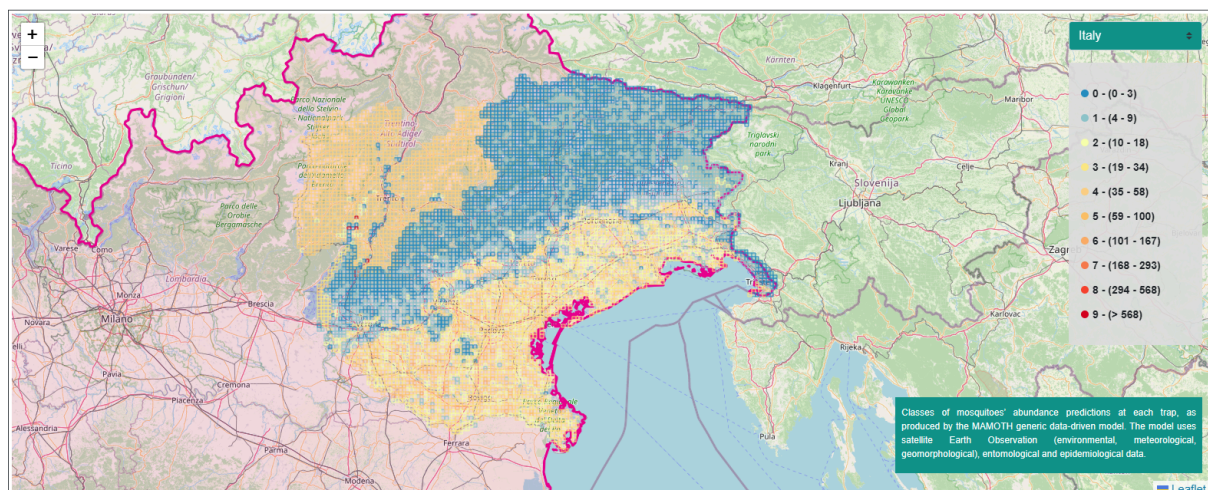 +
−
Italy
0 - (0 - 3)
1 - (4 - 9)
2 - (10 - 18)
3 - (19 - 34)
4 - (35 - 58)
5 - (59 - 100)
6 - (101 - 167)
7 - (168 - 293)
8 - (294 - 568)
9 - (> 568)
Graubünden/
Grischun/
Grigioni
Ticino
Parco Nazionale
dello Stelvio
Kärnten
Klagenfurt
Karawanken-
UNESCO
Global
Geopark
Maribor
Triglavski
narodni
park
Kranj
Celje
Slovenija
Ljubljana
Parco delle
Orobie
Bergamasche
Varese
Como
Lombardia
Monza
Milano
Brescia
Novara
Pavia
Cremona
Piacenza
Alessandria
Parma
Ferrara
Modena
Rijeka
Karlovac
Pula
Classes of mosquitoes' abundance predictions at each trap, as
produced by the MAMOTH generic data-driven model. The model uses
satellite Earth Observation (environmental, meteorological,
geomorphological), entomological and epidemiological data.
Leaflet